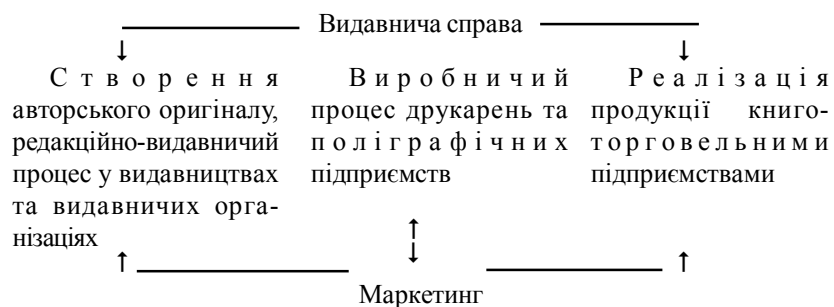 Видавнича справа
Створення
авторського оригіналу,
редакційно-видавничий
процес у видавництвах
та видавничих орга-
нізаціях
Виробничий
процес друкарень та
поліграфічних
підприємств
Реалізація
продукції книго-
торговельними
підприємствами
Маркетинг